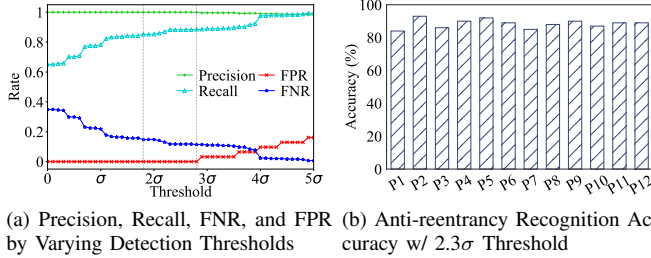 1
0.8
0.6
0.4
0.2
0
Rate
Precision
Recall
FPR
FNR
0 σ 2σ 3σ 4σ 5σ
Threshold
100
80
60
40
20
0
Accuracy (%)
P1 P2 P3 P4 P5 P6 P7 P8 P9 P10 P11 P12
(a) Precision, Recall, FNR, and FPR
by Varying Detection Thresholds
(b) Anti-reentrancy Recognition Ac-
curacy w/ 2.3σ Threshold